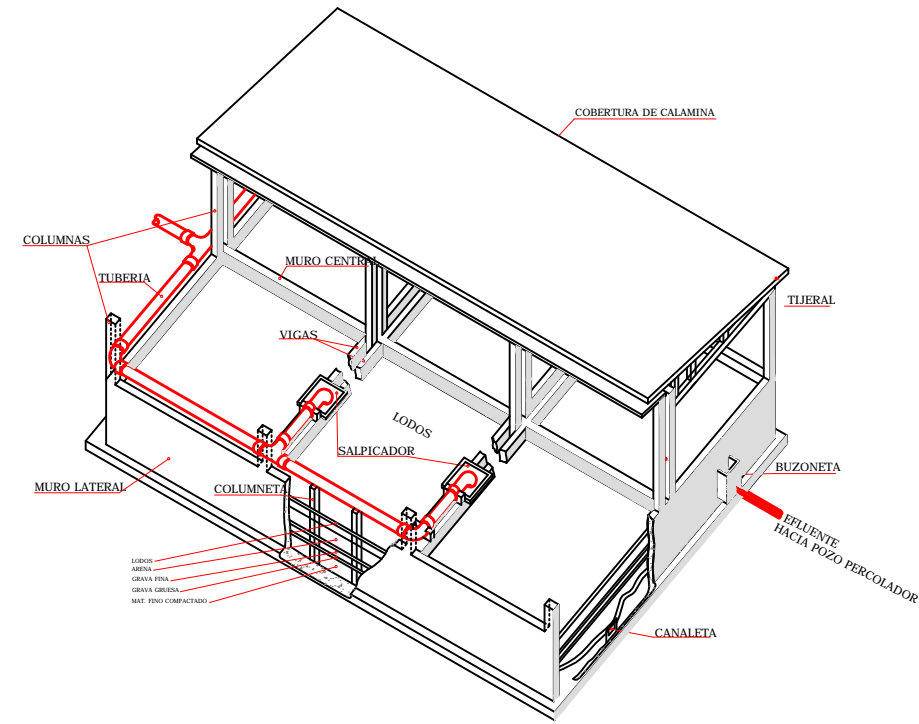 COBERTURA DE CALAMINA
COLUMNAS
MURO CENTRAL
TUBERIA
TIJERAL
VIGAS
LODOS
SALPICADOR
BUZONETA
MURO LATERAL
COLUMNETA
EFLUENTE
HACIA POZO PERCOLADOR
LODOS
ARENA
GRAVA FINA
GRAVA GRUESA
MAT. FINO COMPACTADO
CANALETA